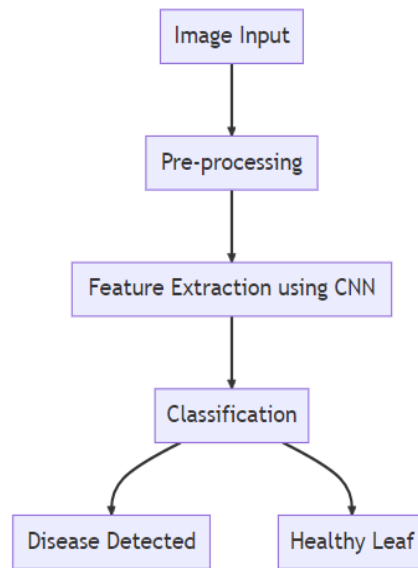 Image Input
Pre-processing
Feature Extraction using CNN
Classification
Disease Detected
Healthy Leaf